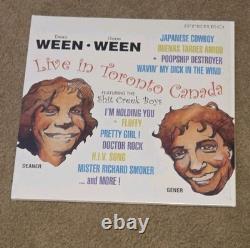 STEREO
Dean Gene
WEEN • WEEN
Live in Toronto Canada
FEATURING THE
Shit Creek Boys
JAPANESE COWBOY
BUENAS TARDES AMIGO
• POOPSHIP DESTROYER
WAVIN' MY DICK IN THE WIND
I'M HOLDING YOU
• FLUFFY
PRETTY GIRL!
DOCTOR ROCK
H.I.V. SONG
MISTER RICHARD SMOKER
...and MORE!
DEANER
GENER